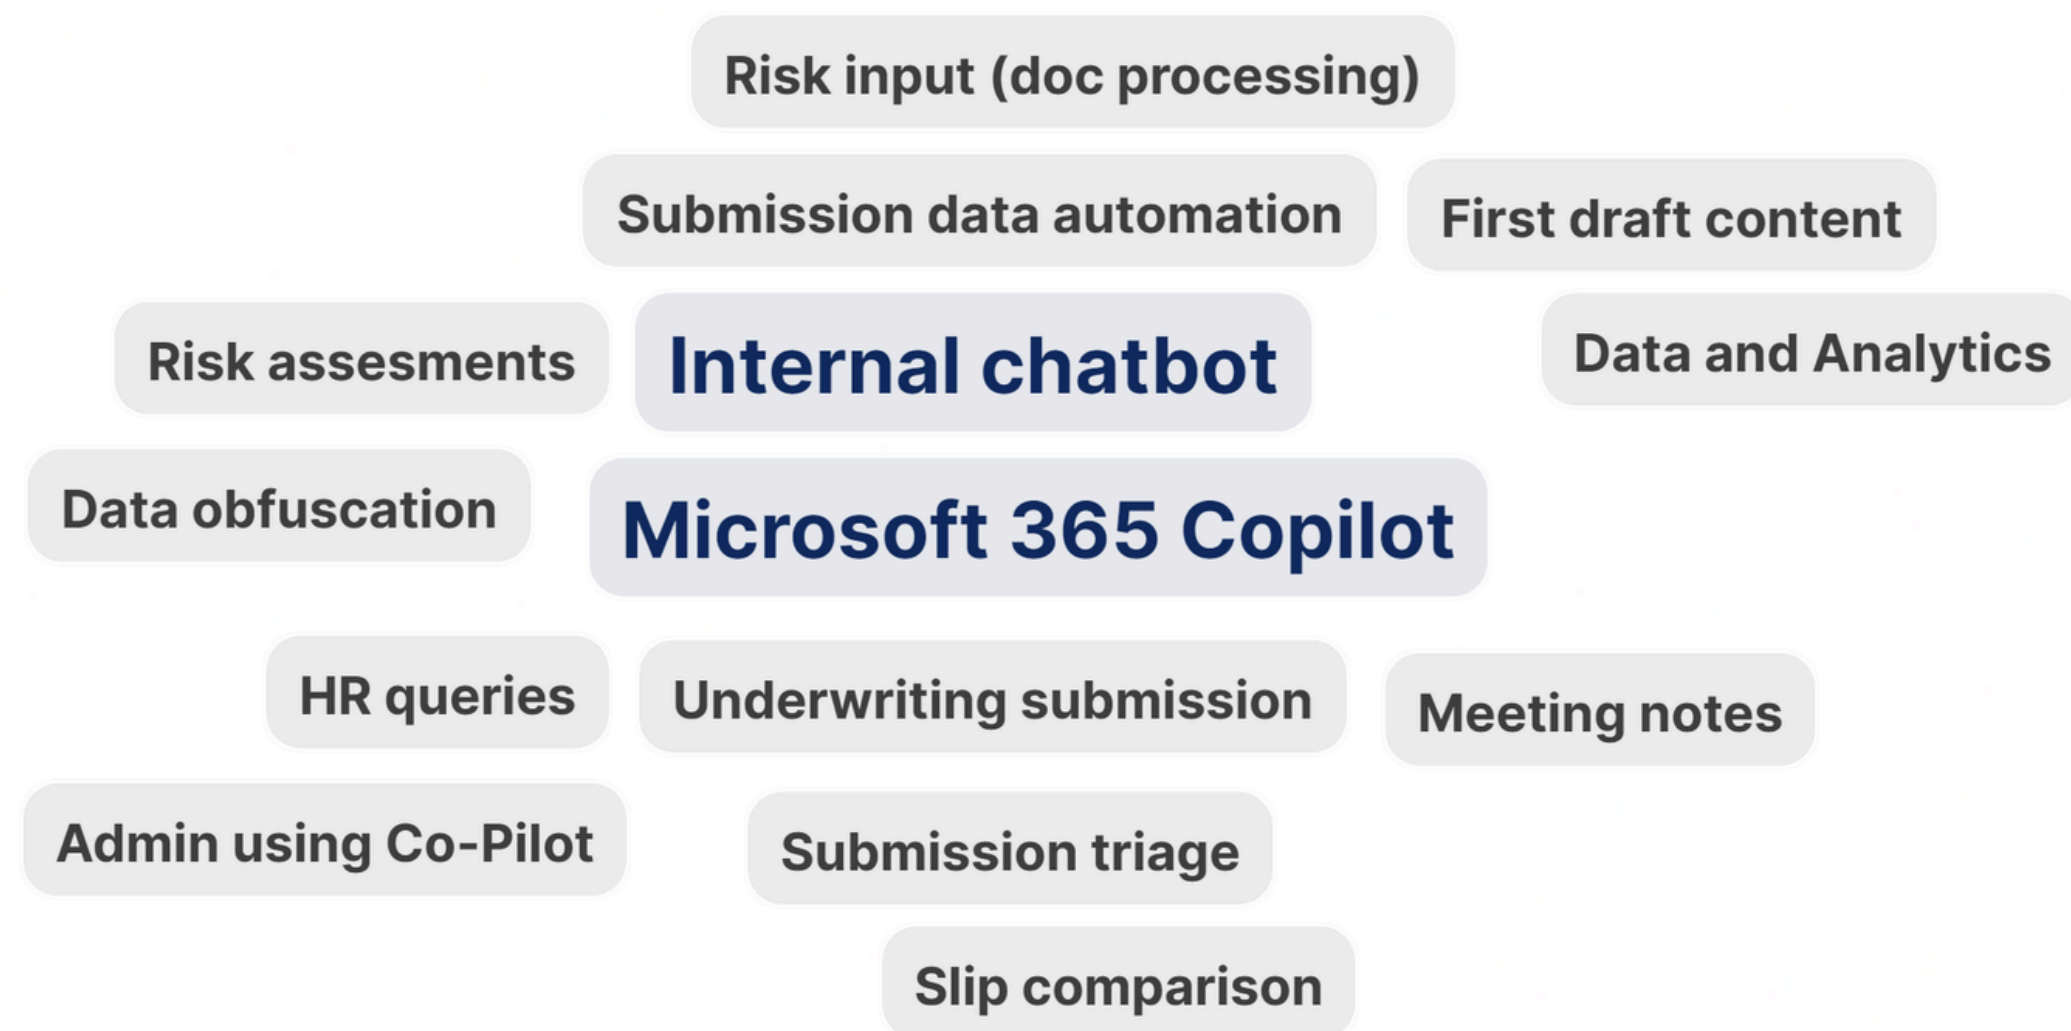 Risk input (doc processing)
Submission data automation
First draft content
Risk assesments
Internal chatbot
Data and Analytics
Data obfuscation
Microsoft 365 Copilot
HR queries
Underwriting submission
Meeting notes
Admin using Co-Pilot
Submission triage
Slip comparison